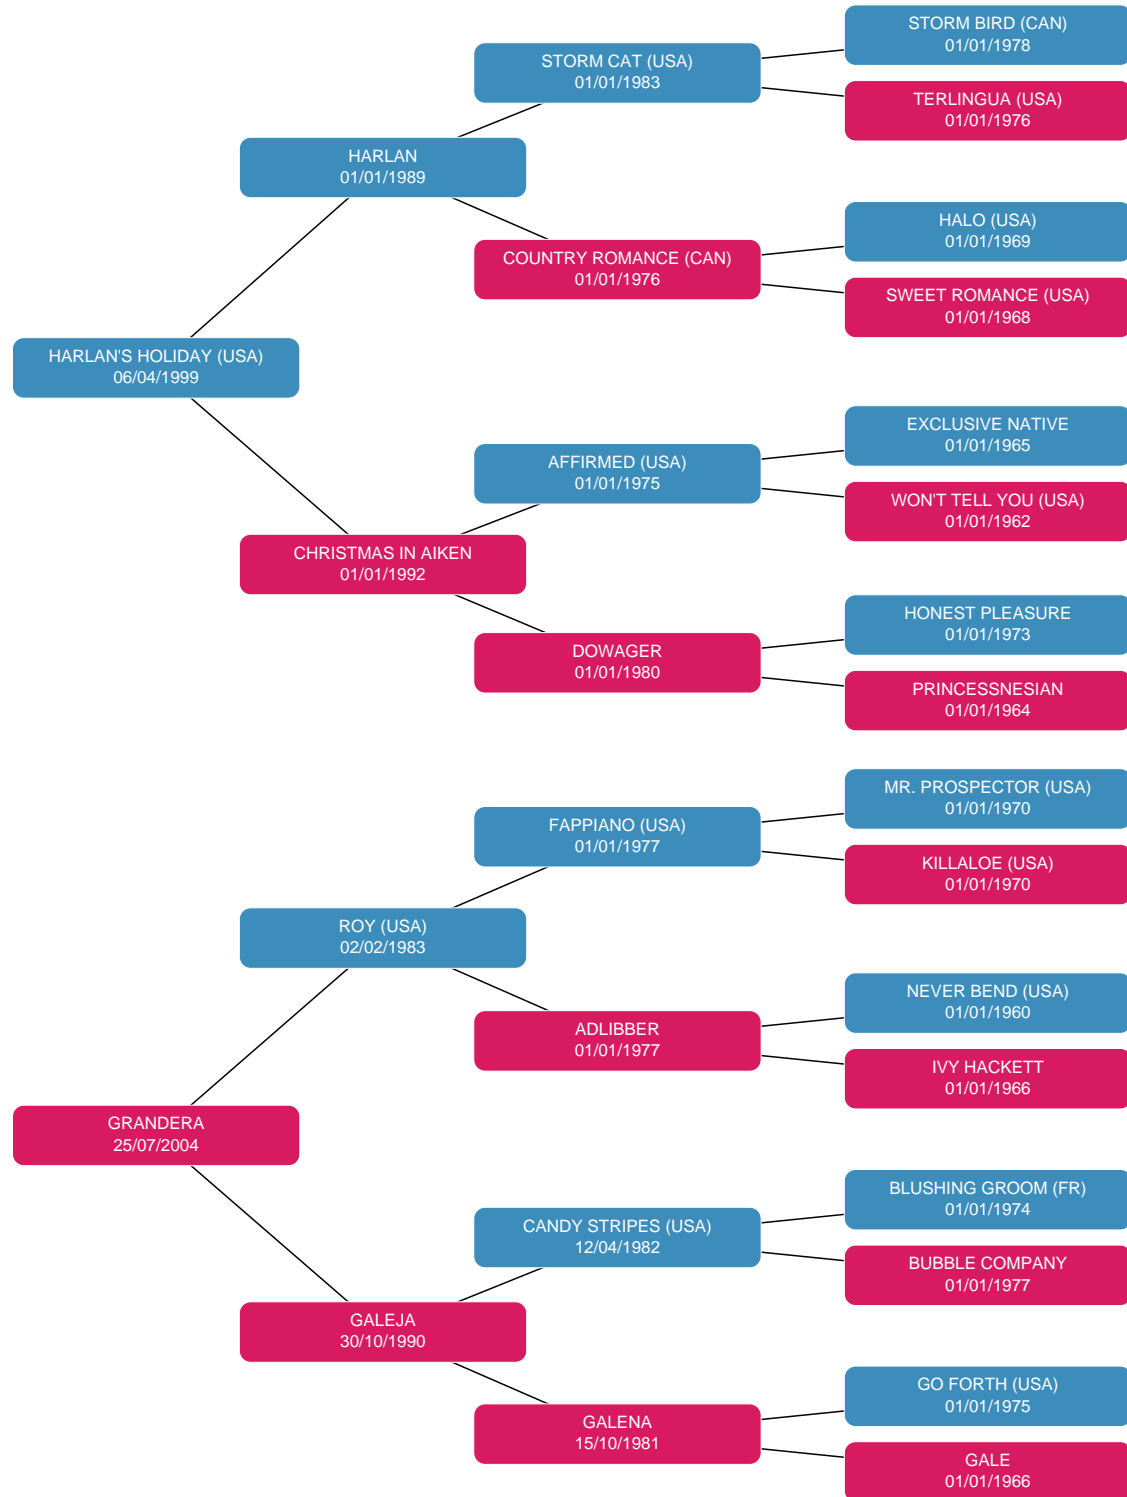 STORM BIRD (CAN)
01/01/1978
STORM CAT (USA)
01/01/1983
TERLINGUA (USA)
01/01/1976
HARLAN
01/01/1989
HALO (USA)
01/01/1969
COUNTRY ROMANCE (CAN)
01/01/1976
SWEET ROMANCE (USA)
01/01/1968
HARLAN'S HOLIDAY (USA)
06/04/1999
EXCLUSIVE NATIVE
01/01/1965
AFFIRMED (USA)
01/01/1975
WON'T TELL YOU (USA)
01/01/1962
CHRISTMAS IN AIKEN
01/01/1992
HONEST PLEASURE
01/01/1973
DOWAGER
01/01/1980
PRINCESSNESIAN
01/01/1964
MR. PROSPECTOR (USA)
01/01/1970
FAPPIANO (USA)
01/01/1977
KILLALOE (USA)
01/01/1970
ROY (USA)
02/02/1983
NEVER BEND (USA)
01/01/1960
ADLIBBER
01/01/1977
IVY HACKETT
01/01/1966
GRANDERA
25/07/2004
BLUSHING GROOM (FR)
01/01/1974
CANDY STRIPES (USA)
12/04/1982
BUBBLE COMPANY
01/01/1977
GALEJA
30/10/1990
GO FORTH (USA)
01/01/1975
GALENA
15/10/1981
GALE
01/01/1966